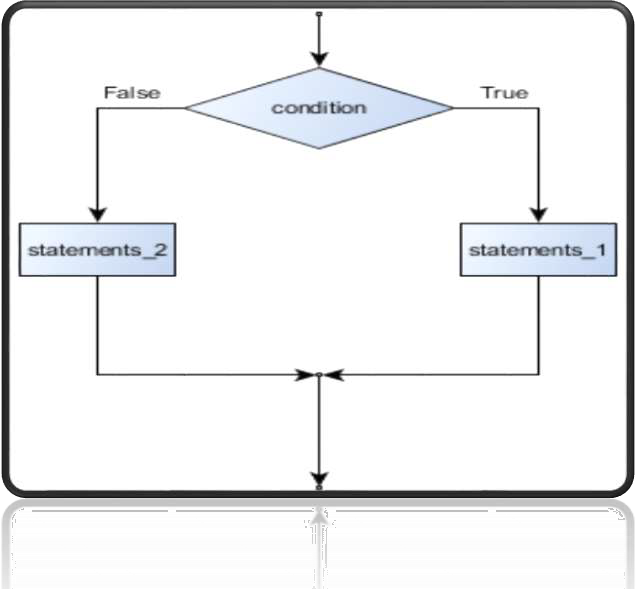 False
True
condition
statements_2
statements_1